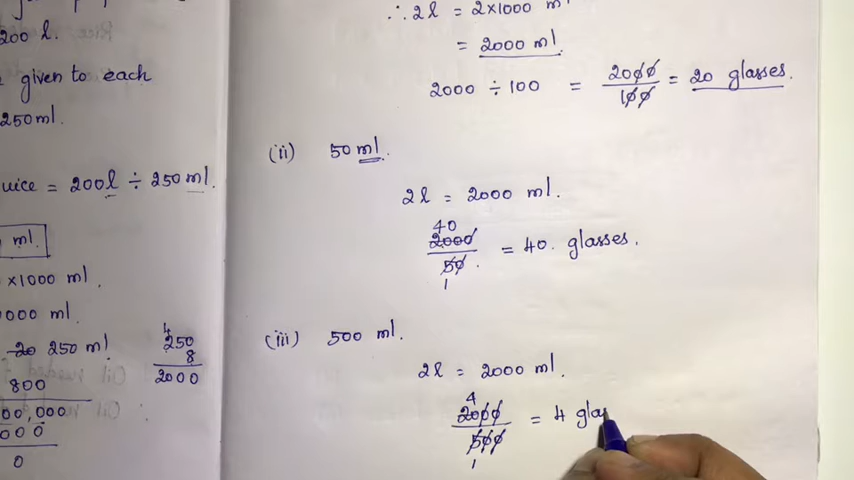 200 l.
given to each
250ml.
uice = 200l ÷ 250 ml.
ml.
×1000 ml.
000 ml.
20 250 ml.
800
00,000
000
0
4
250
8
2000
∴ 2l = 2×1000 ml
= 2000 ml.
2000 ÷ 100 = 2000/100 = 20 glasses.
(ii) 50 ml.
2l = 2000 ml.
40
2000/50 = 40. glasses.
1
(iii) 500 ml.
2l = 2000 ml.
4
2000/500 = 4 glas
1